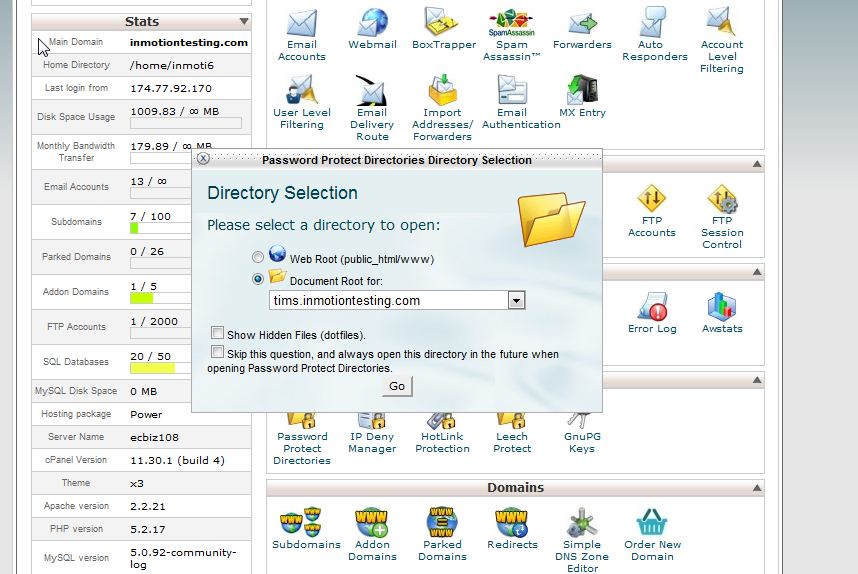 Stats
Main Domain inmotiontesting.com
Home Directory /home/inmoti6
Last login from 174.77.92.170
Disk Space Usage 1009.83 / ∞ MB
Monthly Bandwidth Transfer 179.89 / ∞ MB
Email Accounts 13 / ∞
Subdomains 7 / 100
Parked Domains 0 / 26
Addon Domains 1 / 5
FTP Accounts 1 / 2000
SQL Databases 20 / 50
MySQL Disk Space 0 MB
Hosting package Power
Server Name ecbiz108
cPanel Version 11.30.1 (build 4)
Theme x3
Apache version 2.2.21
PHP version 5.2.17
MySQL version 5.0.92-community-log
Email Accounts
Webmail
BoxTrapper
SpamAssassin
Spam Assassin™
Forwarders
Auto Responders
Account Level Filtering
User Level Filtering
Email Delivery Route
Import Addresses/ Forwarders
Email Authentication
MX Entry
Password Protect Directories Directory Selection
Directory Selection
Please select a directory to open:
Web Root (public_html/www)
Document Root for:
tims.inmotiontesting.com
Show Hidden Files (dotfiles).
Skip this question, and always open this directory in the future when
opening Password Protect Directories.
Go
FTP Accounts
FTP Session Control
Error Log
Awstats
Password Protect Directories
IP Deny Manager
HotLink Protection
Leech Protect
GnuPG Keys
Domains
WWW
WWW
WWW
WWW
WWW
WWW
Subdomains
Addon Domains
Parked Domains
Redirects
Simple DNS Zone Editor
Order New Domain